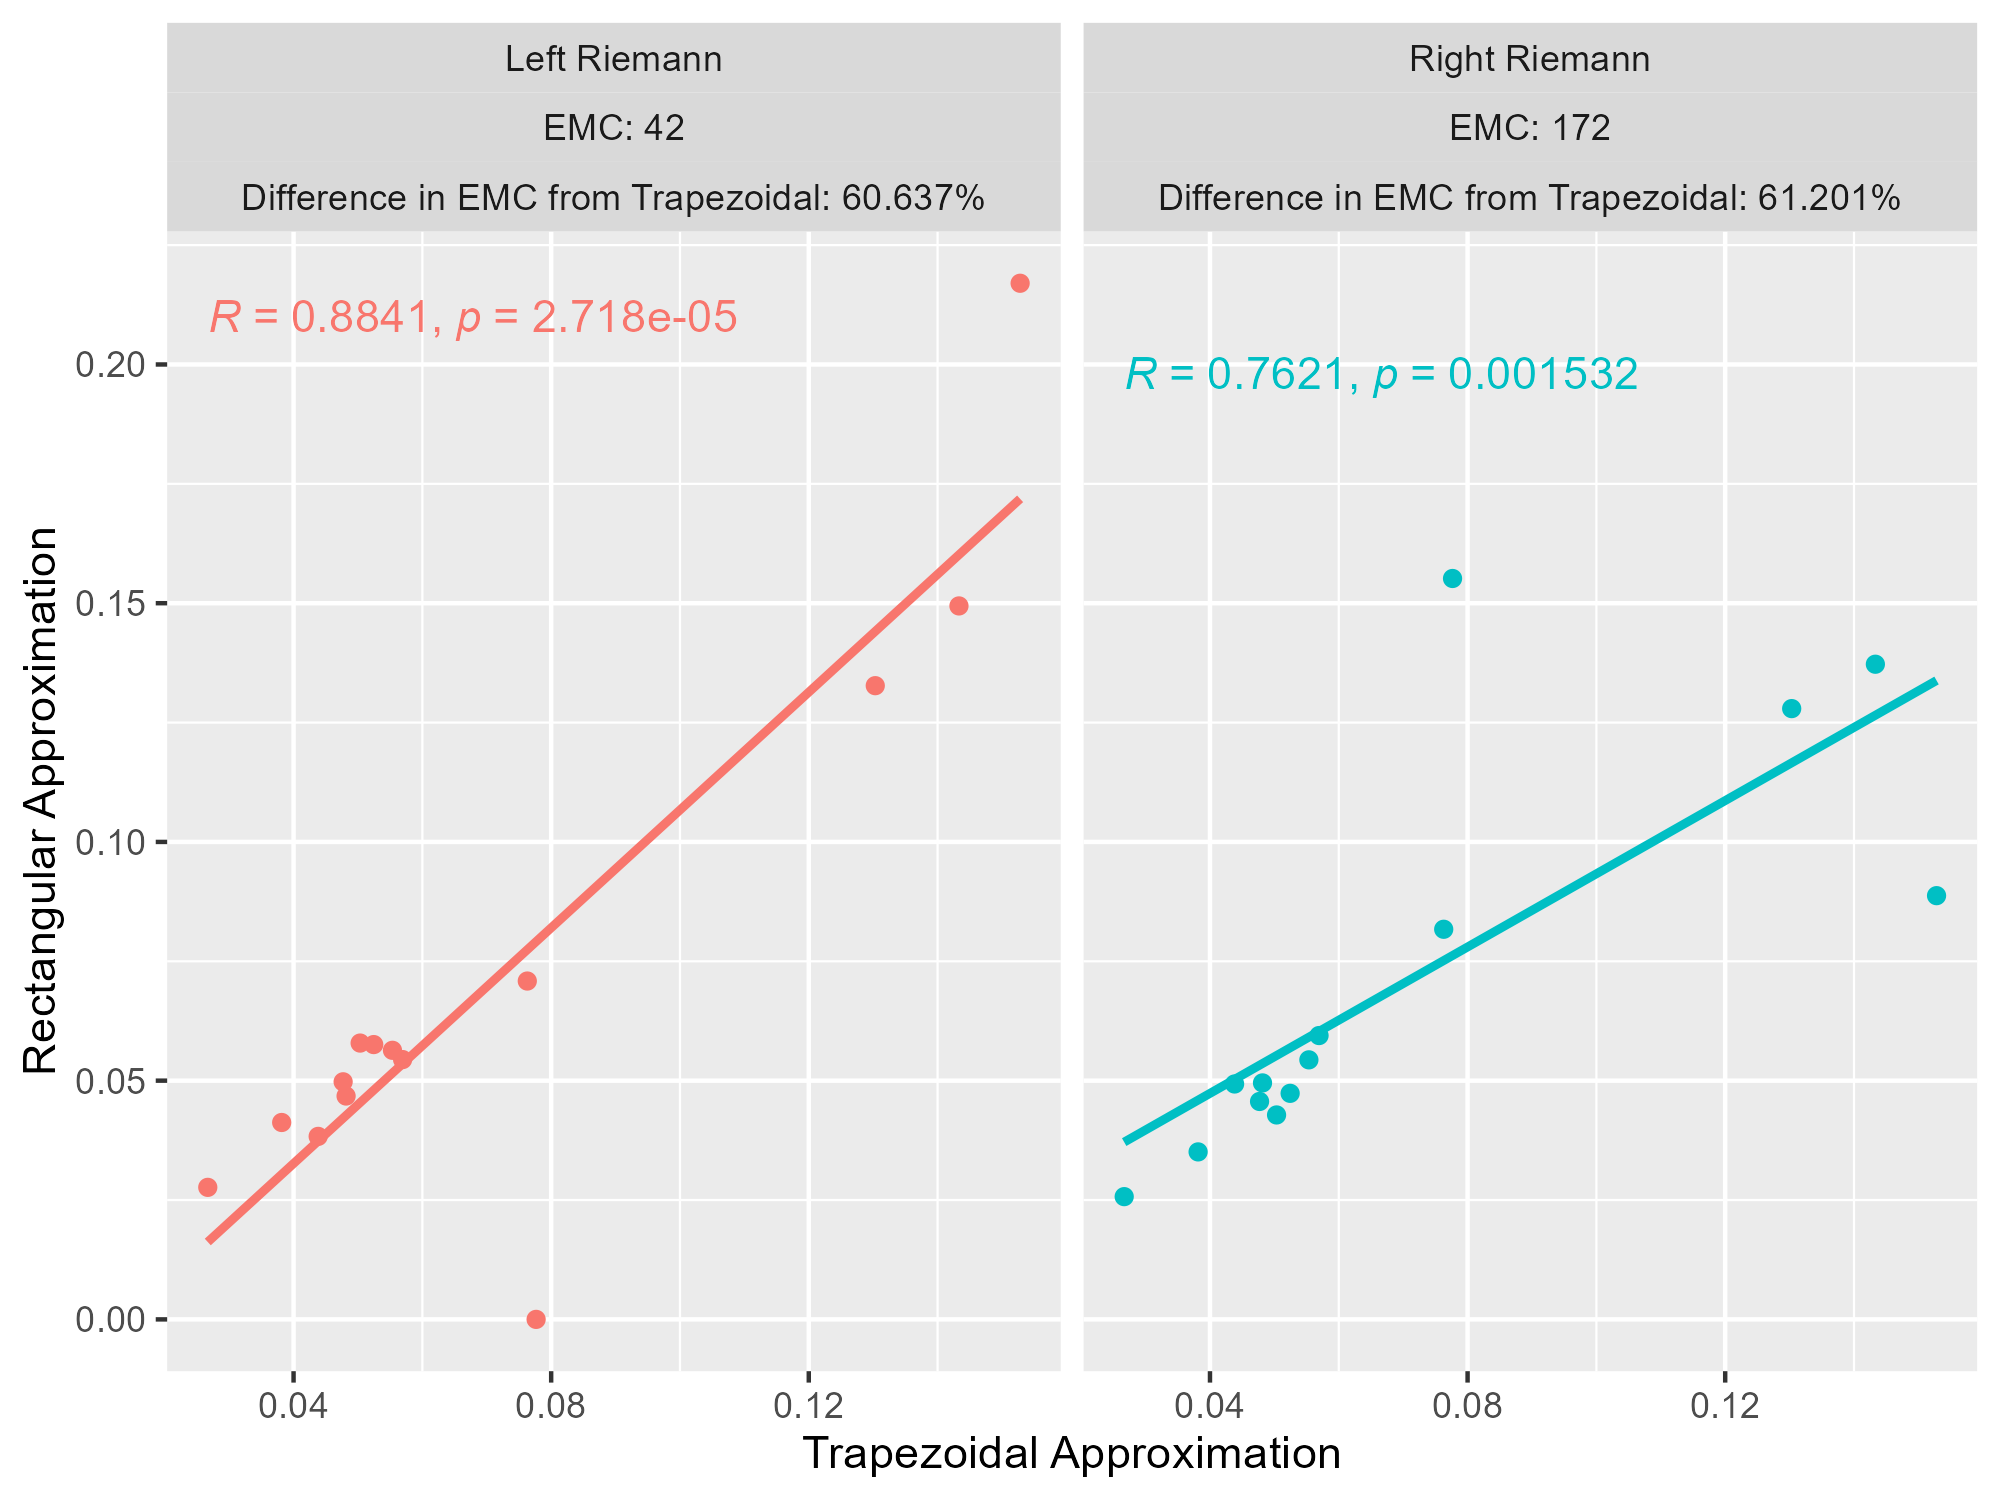 Left Riemann
EMC: 42
Difference in EMC from Trapezoidal: 60.637%
Right Riemann
EMC: 172
Difference in EMC from Trapezoidal: 61.201%
R = 0.8841, p = 2.718e-05
R = 0.7621, p = 0.001532
Rectangular Approximation
0.20
0.15
0.10
0.05
0.00
0.04 0.08 0.12
0.04 0.08 0.12
Trapezoidal Approximation